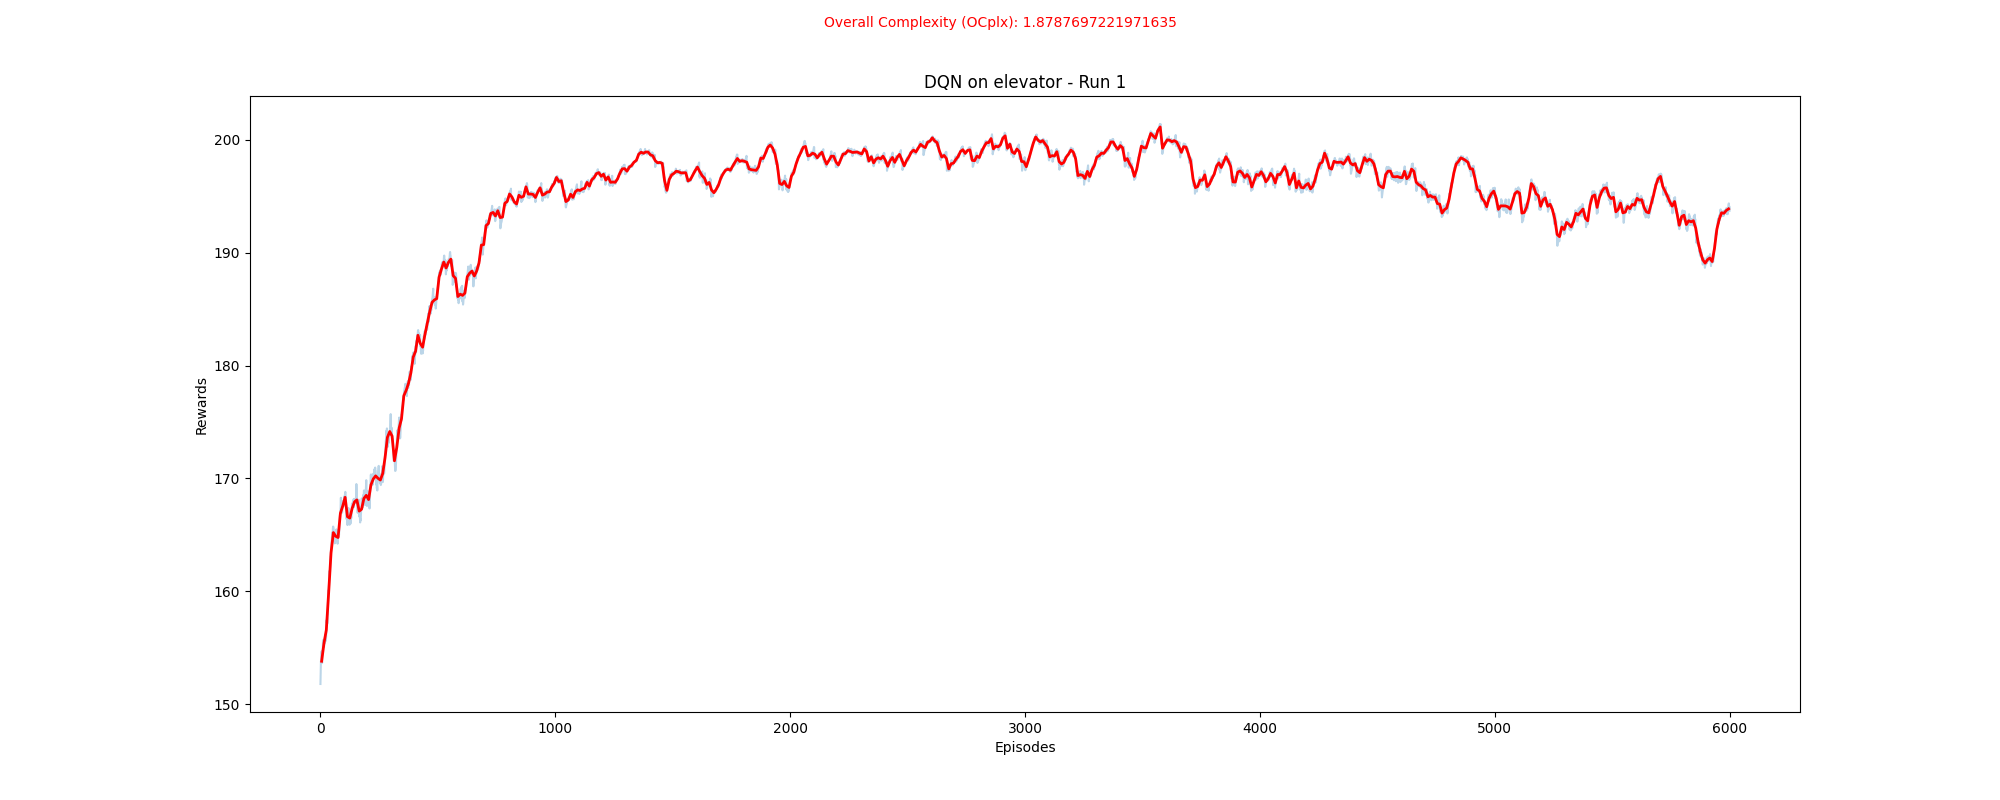 Overall Complexity (OCplx): 1.8787697221971635
DQN on elevator - Run 1
200
190
180
170
160
150
Rewards
0 1000 2000 3000 4000 5000 6000
Episodes